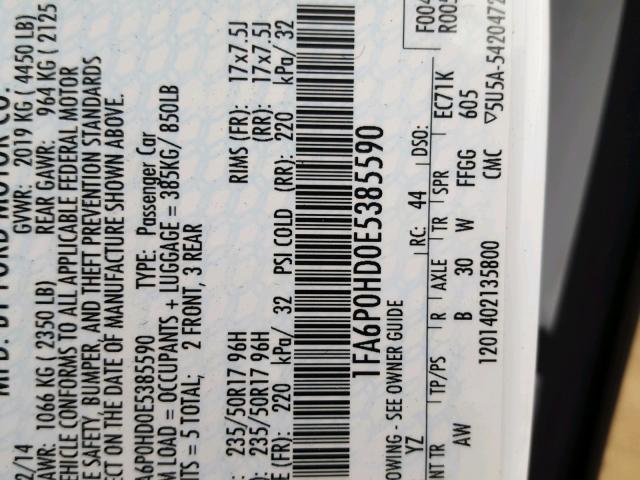 MFD. BY FORD MOTOR CO.
2/14 GVWR: 2019 KG ( 4450 LB)
AWR: 1066 KG ( 2350 LB) REAR GAWR: 964 KG ( 2125
EHICLE CONFORMS TO ALL APPLICABLE FEDERAL MOTOR
E SAFETY, BUMPER, AND THEFT PREVENTION STANDARDS
ECT ON THE DATE OF MANUFACTURE SHOWN ABOVE.
A6P0HD0E5385590 TYPE: Passenger Car
M LOAD = OCCUPANTS + LUGGAGE = 385KG/ 850LB
NTS = 5 TOTAL; 2 FRONT, 3 REAR
235/50R17 96H RIMS (FR): 17x7.5J
235/50R17 96H (RR): 17x7.5J
E (FR): 220 kPa/ 32 PSI COLD (RR): 220 kPa/ 32
1FA6P0HD0E5385590
OWING - SEE OWNER GUIDE
F004
R005
YZ RC: 44 DSO:
NT TR TP/PS R AXLE TR SPR EC71K
AW B 30 W FFGG 605
1201402135800 CMC ▽5U5A-5420472